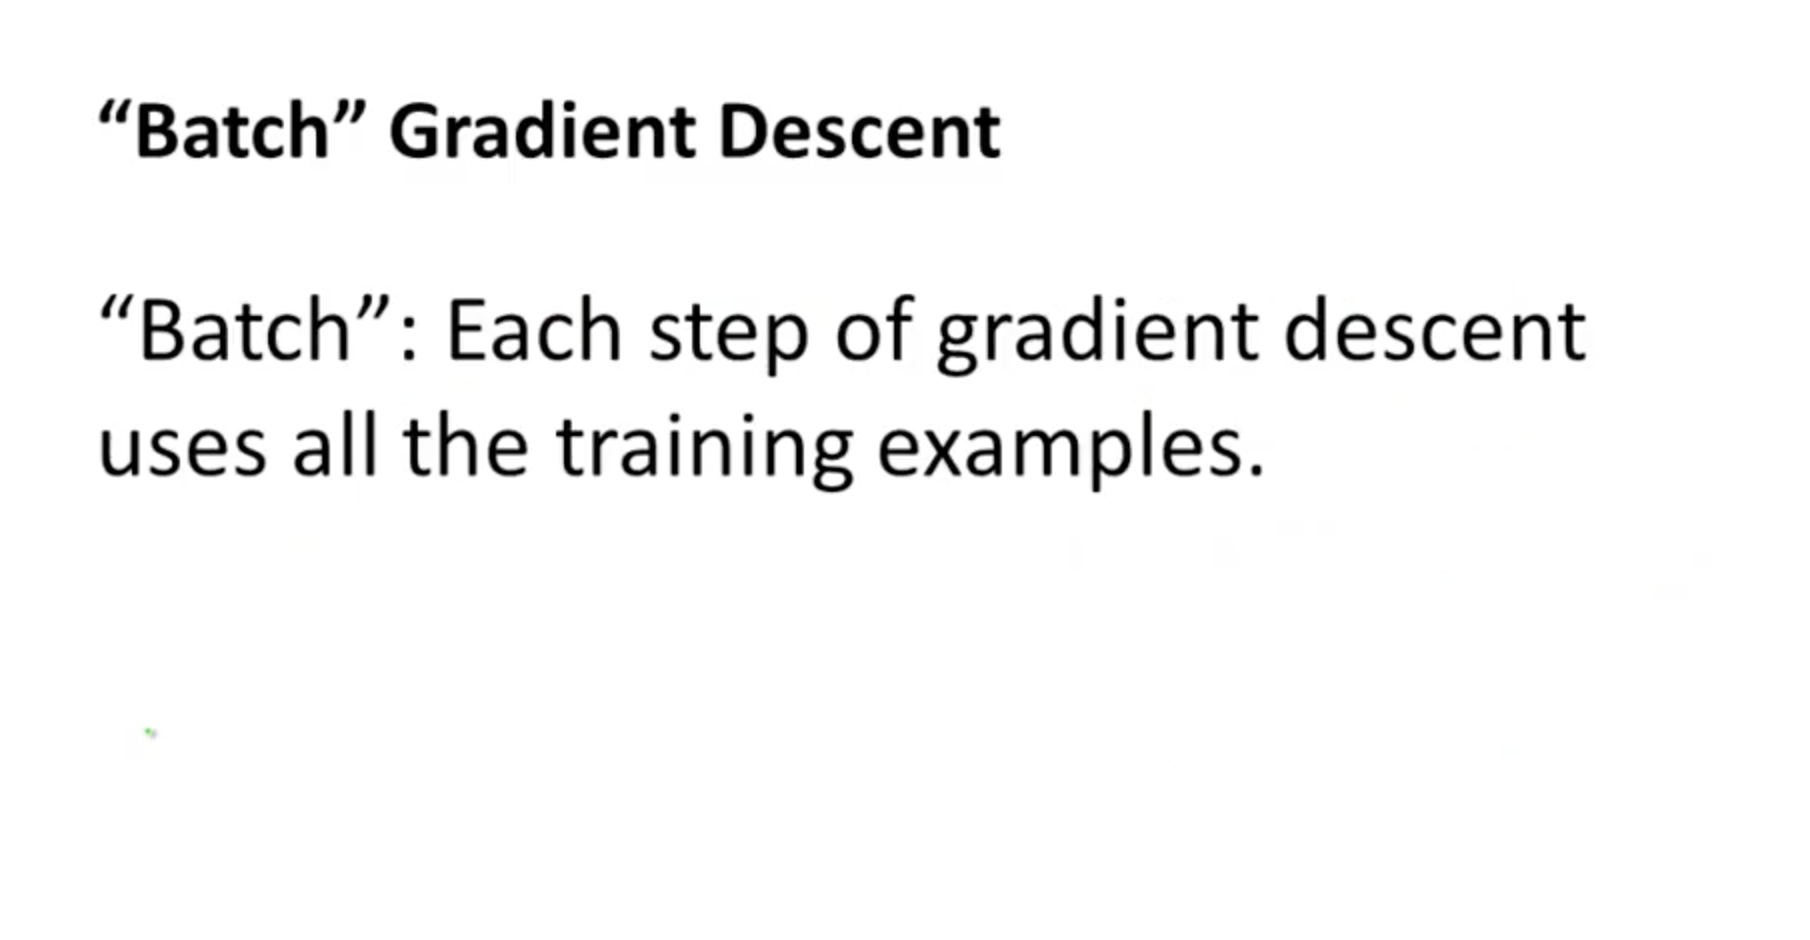 “Batch” Gradient Descent
“Batch”: Each step of gradient descent
uses all the training examples.